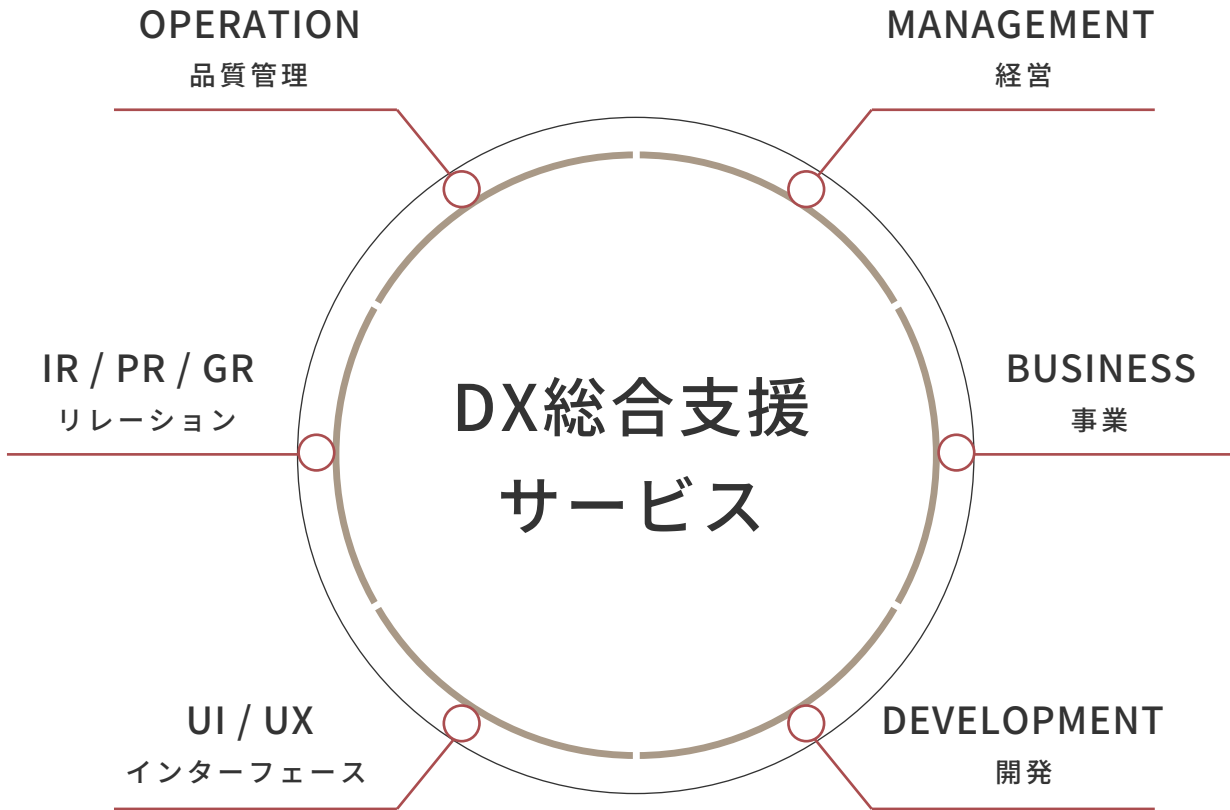 OPERATION
品質管理
MANAGEMENT
経営
IR / PR / GR
リレーション
DX総合支援
サービス
BUSINESS
事業
UI / UX
インターフェース
DEVELOPMENT
開発